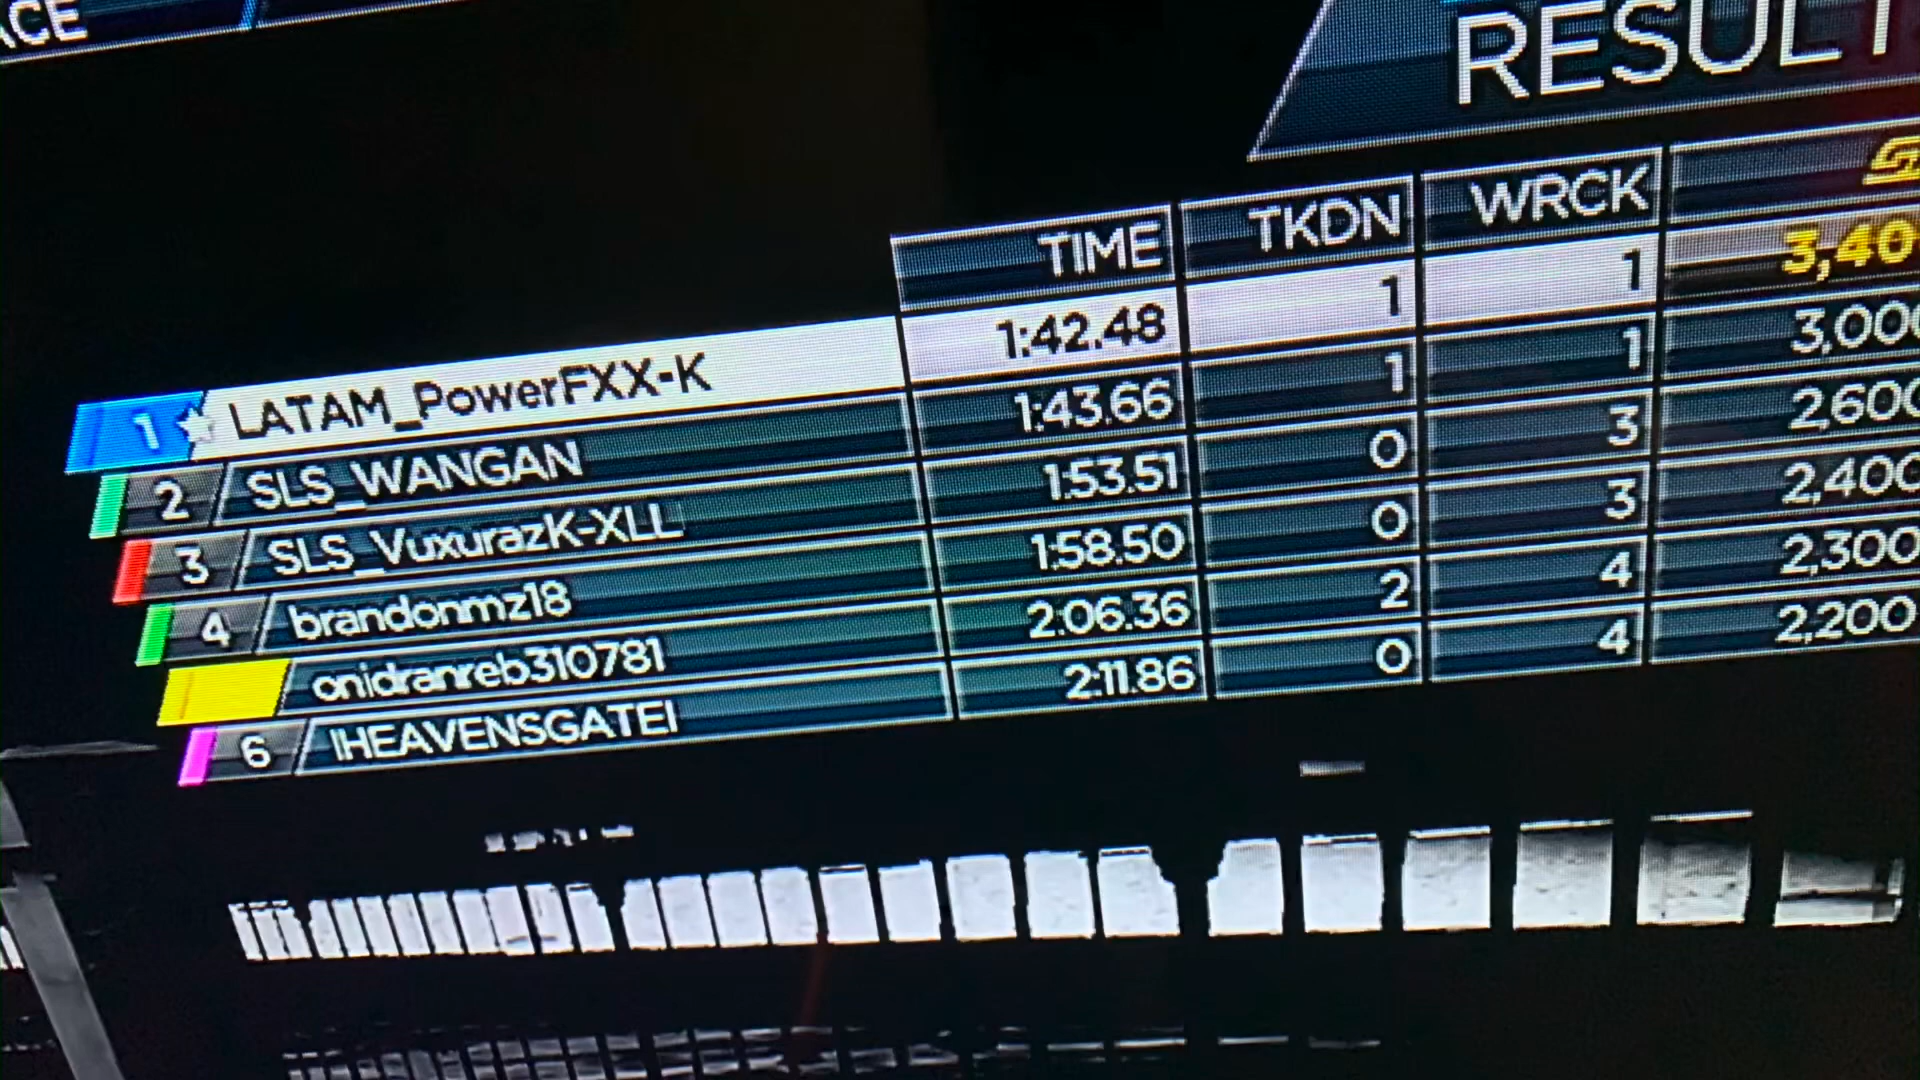 ACE
RESULT
TIME TKDN WRCK
1 LATAM_PowerFXX-K 1:42.48 1 1 3,40
2 SLS_WANGAN 1:43.66 1 1 3,000
3 SLS_VuxurazK-XLL 1:53.51 0 3 2,600
4 brandonmz18 1:58.50 0 3 2,400
onidranreb310781 2:06.36 2 4 2,300
6 IHEAVENSGATEI 2:11.86 0 4 2,200